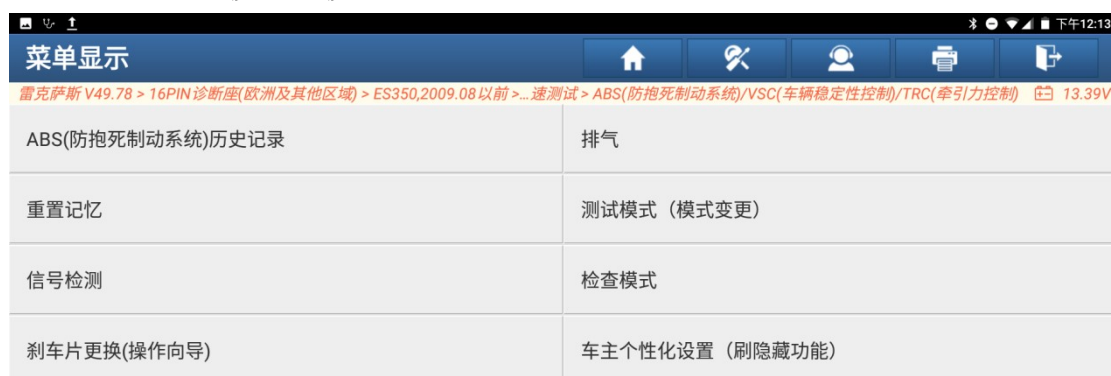 下午12:13
菜单显示
雷克萨斯 V49.78 > 16PIN诊断座(欧洲及其他区域) > ES350,2009.08以前 >...速测试 > ABS(防抱死制动系统)/VSC(车辆稳定性控制)/TRC(牵引力控制) 13.39V
ABS(防抱死制动系统)历史记录 排气
重置记忆 测试模式（模式变更）
信号检测 检查模式
刹车片更换(操作向导) 车主个性化设置（刷隐藏功能）